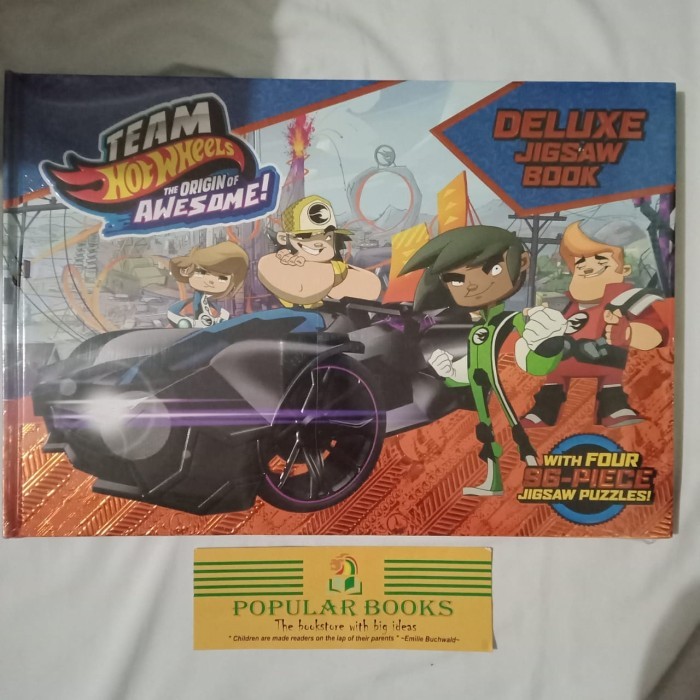 TEAM
HOT WHEELS
THE ORIGIN OF
AWESOME!
DELUXE
JIGSAW
BOOK
WITH FOUR
96-PIECE
JIGSAW PUZZLES!
POPULAR BOOKS
The bookstore with big ideas
" Children are made readers on the lap of their parents " ~Emilie Buchwald~